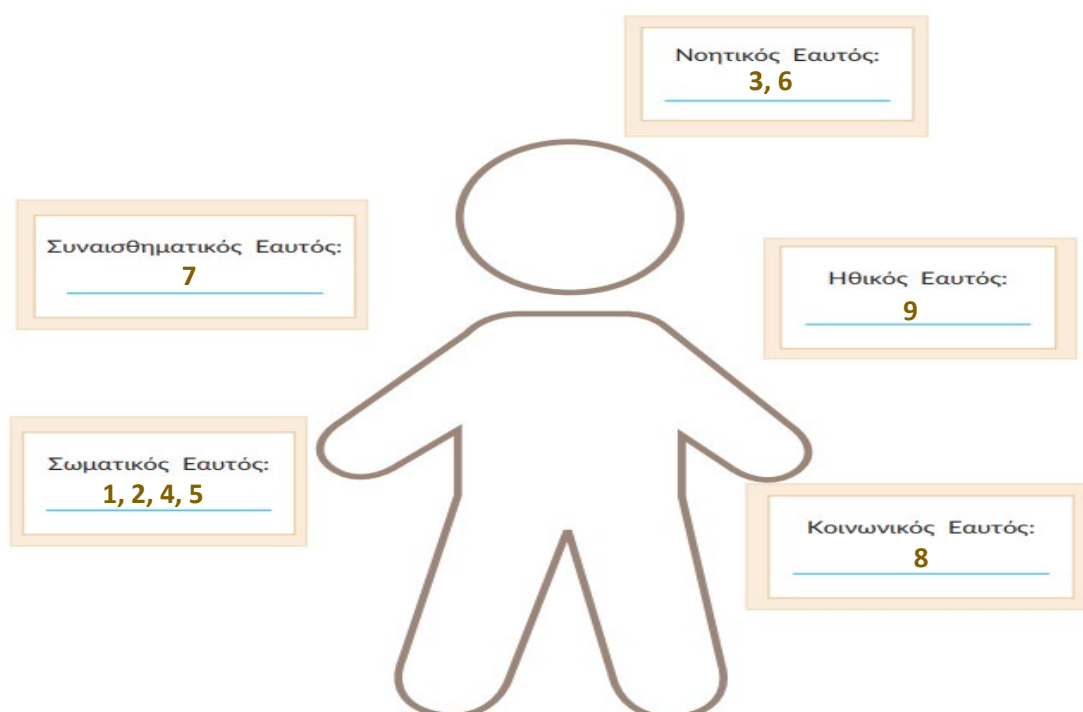 Νοητικός Εαυτός:
3, 6
Συναισθηματικός Εαυτός:
7
Ηθικός Εαυτός:
9
Σωματικός Εαυτός:
1, 2, 4, 5
Κοινωνικός Εαυτός:
8